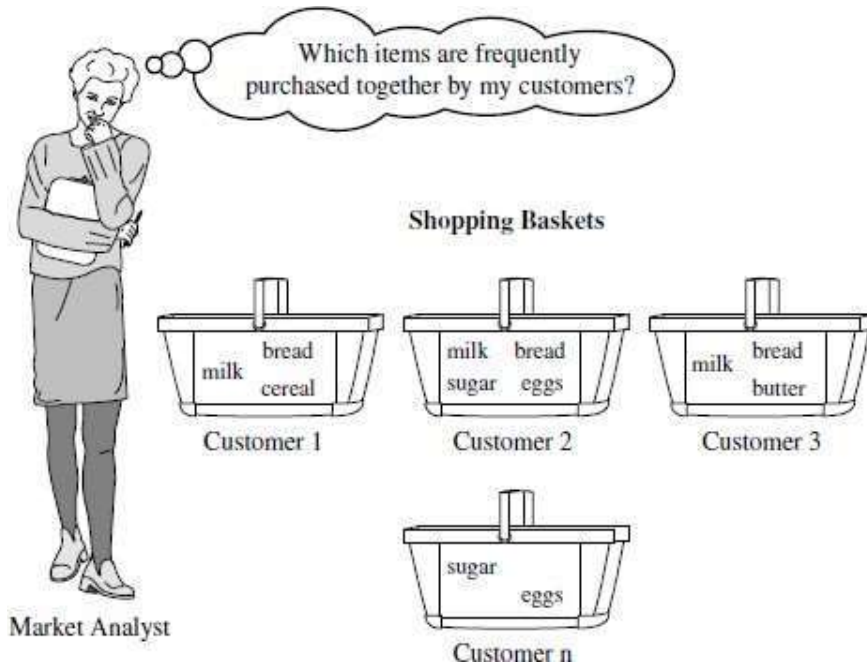 Which items are frequently
purchased together by my customers?
Shopping Baskets
milk bread
cereal
Customer 1
milk bread
sugar eggs
Customer 2
milk bread
butter
Customer 3
sugar
eggs
Customer n
Market Analyst